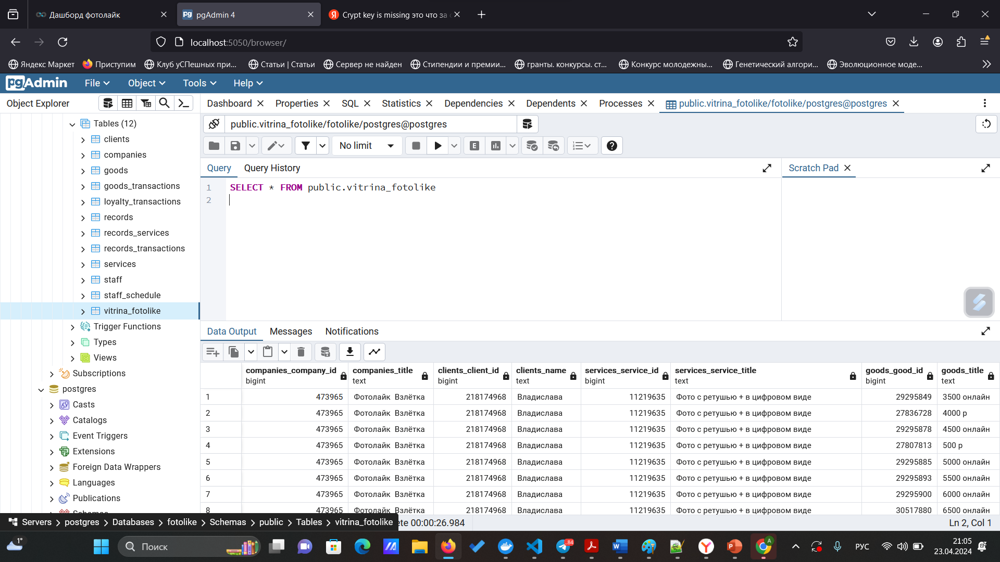 Дашборд фотолайк
pgAdmin 4
Crypt key is missing это что за
localhost:5050/browser/
Яндекс Маркет
Приступим
Клуб уСПешных при...
Статьи | Статьи
Сервер не найден
Стипендии и премии...
гранты. конкурсы. ст...
Конкурс молодежны...
Генетический алгори...
Эволюционное моде...
pgAdmin
File
Object
Tools
Help
Object Explorer
Dashboard
Properties
SQL
Statistics
Dependencies
Dependents
Processes
public.vitrina_fotolike/fotolike/postgres@postgres
public.vitrina_fotolike/fotolike/postgres@postgres
No limit
E
Query
Query History
Scratch Pad
1 SELECT * FROM public.vitrina_fotolike
2
Tables (12)
clients
companies
goods
goods_transactions
loyalty_transactions
records
records_services
records_transactions
services
staff
staff_schedule
vitrina_fotolike
Trigger Functions
Types
Views
Subscriptions
postgres
Casts
Catalogs
Event Triggers
Extensions
Foreign Data Wrappers
Languages
Publications
Data Output
Messages
Notifications
companies_company_id bigint
companies_title text
clients_client_id bigint
clients_name text
services_service_id bigint
services_service_title text
goods_good_id bigint
goods_title text
1 473965 Фотолайк Взлётка 218174968 Владислава 11219635 Фото с ретушью + в цифровом виде 29295849 3500 онлайн
2 473965 Фотолайк Взлётка 218174968 Владислава 11219635 Фото с ретушью + в цифровом виде 27836728 4000 р
3 473965 Фотолайк Взлётка 218174968 Владислава 11219635 Фото с ретушью + в цифровом виде 29295878 4500 онлайн
4 473965 Фотолайк Взлётка 218174968 Владислава 11219635 Фото с ретушью + в цифровом виде 27807813 500 р
5 473965 Фотолайк Взлётка 218174968 Владислава 11219635 Фото с ретушью + в цифровом виде 29295885 5000 онлайн
6 473965 Фотолайк Взлётка 218174968 Владислава 11219635 Фото с ретушью + в цифровом виде 29295893 5500 онлайн
7 473965 Фотолайк Взлётка 218174968 Владислава 11219635 Фото с ретушью + в цифровом виде 29295900 6000 онлайн
8 473965 Фотолайк Взлётка 218174968 Владислава 11219635 Фото с ретушью + в цифровом виде 30517880 6500 онлайн
Servers > postgres > Databases > fotolike > Schemas > public > Tables > vitrina_fotolike
ete 00:00:26.984
Ln 2, Col 1
1°
Поиск
84
РУС
21:05
23.04.2024